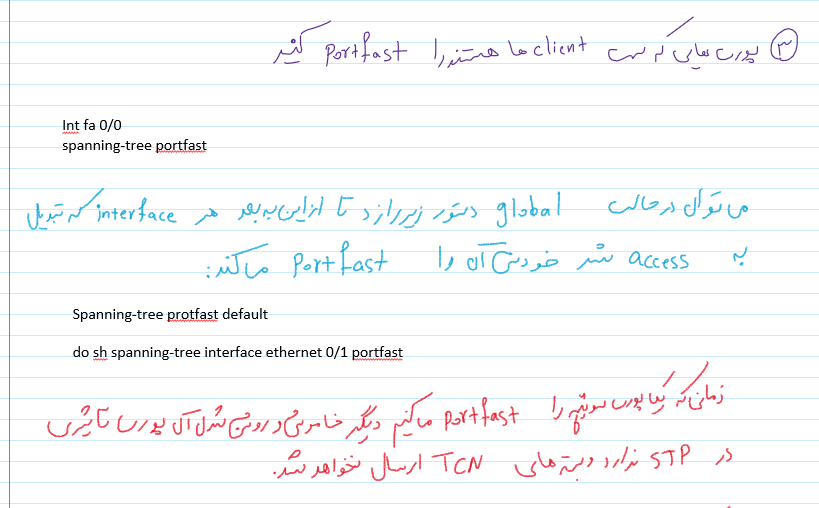 ③ پورت هایی که سمت client ها هستند را Portfast کنید
Int fa 0/0
spanning-tree portfast
می توان در حالت global دستور زیر را زد تا از این به بعد هر interface که تبدیل
به access شد خودش آن را Portfast می کند:
Spanning-tree protfast default
do sh spanning-tree interface ethernet 0/1 portfast
زمانی که یک پورت سوئیچ را Portfast می کنیم دیگر خاموش و روشن شدن آن پورت تاثیری
در STP ندارد و بسته های TCN ارسال نخواهد شد.